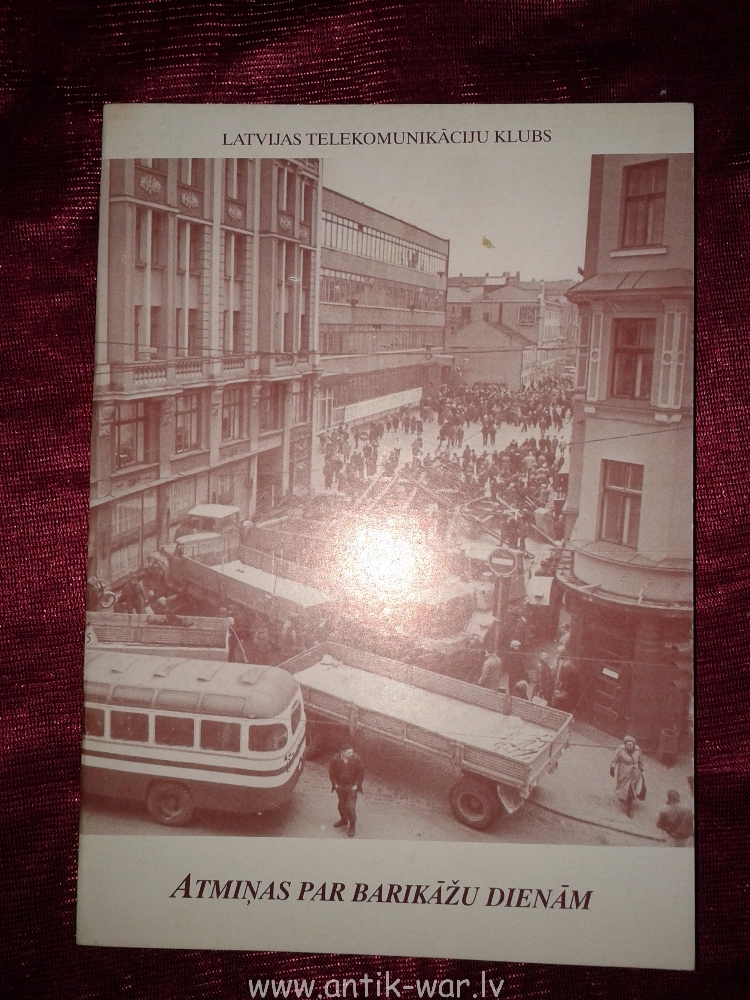 LATVIJAS TELEKOMUNIKĀCIJU KLUBS
ATMIŅAS PAR BARIKĀŽU DIENĀM
www.antik-war.lv